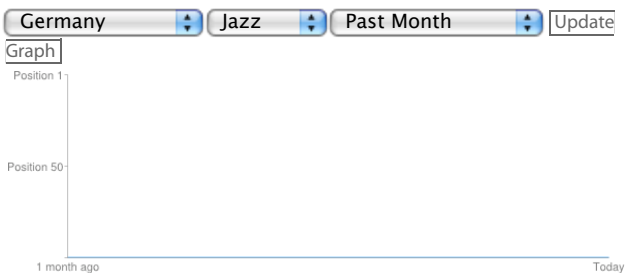 Germany Jazz Past Month Update
Graph
Position 1
Position 50
1 month ago Today